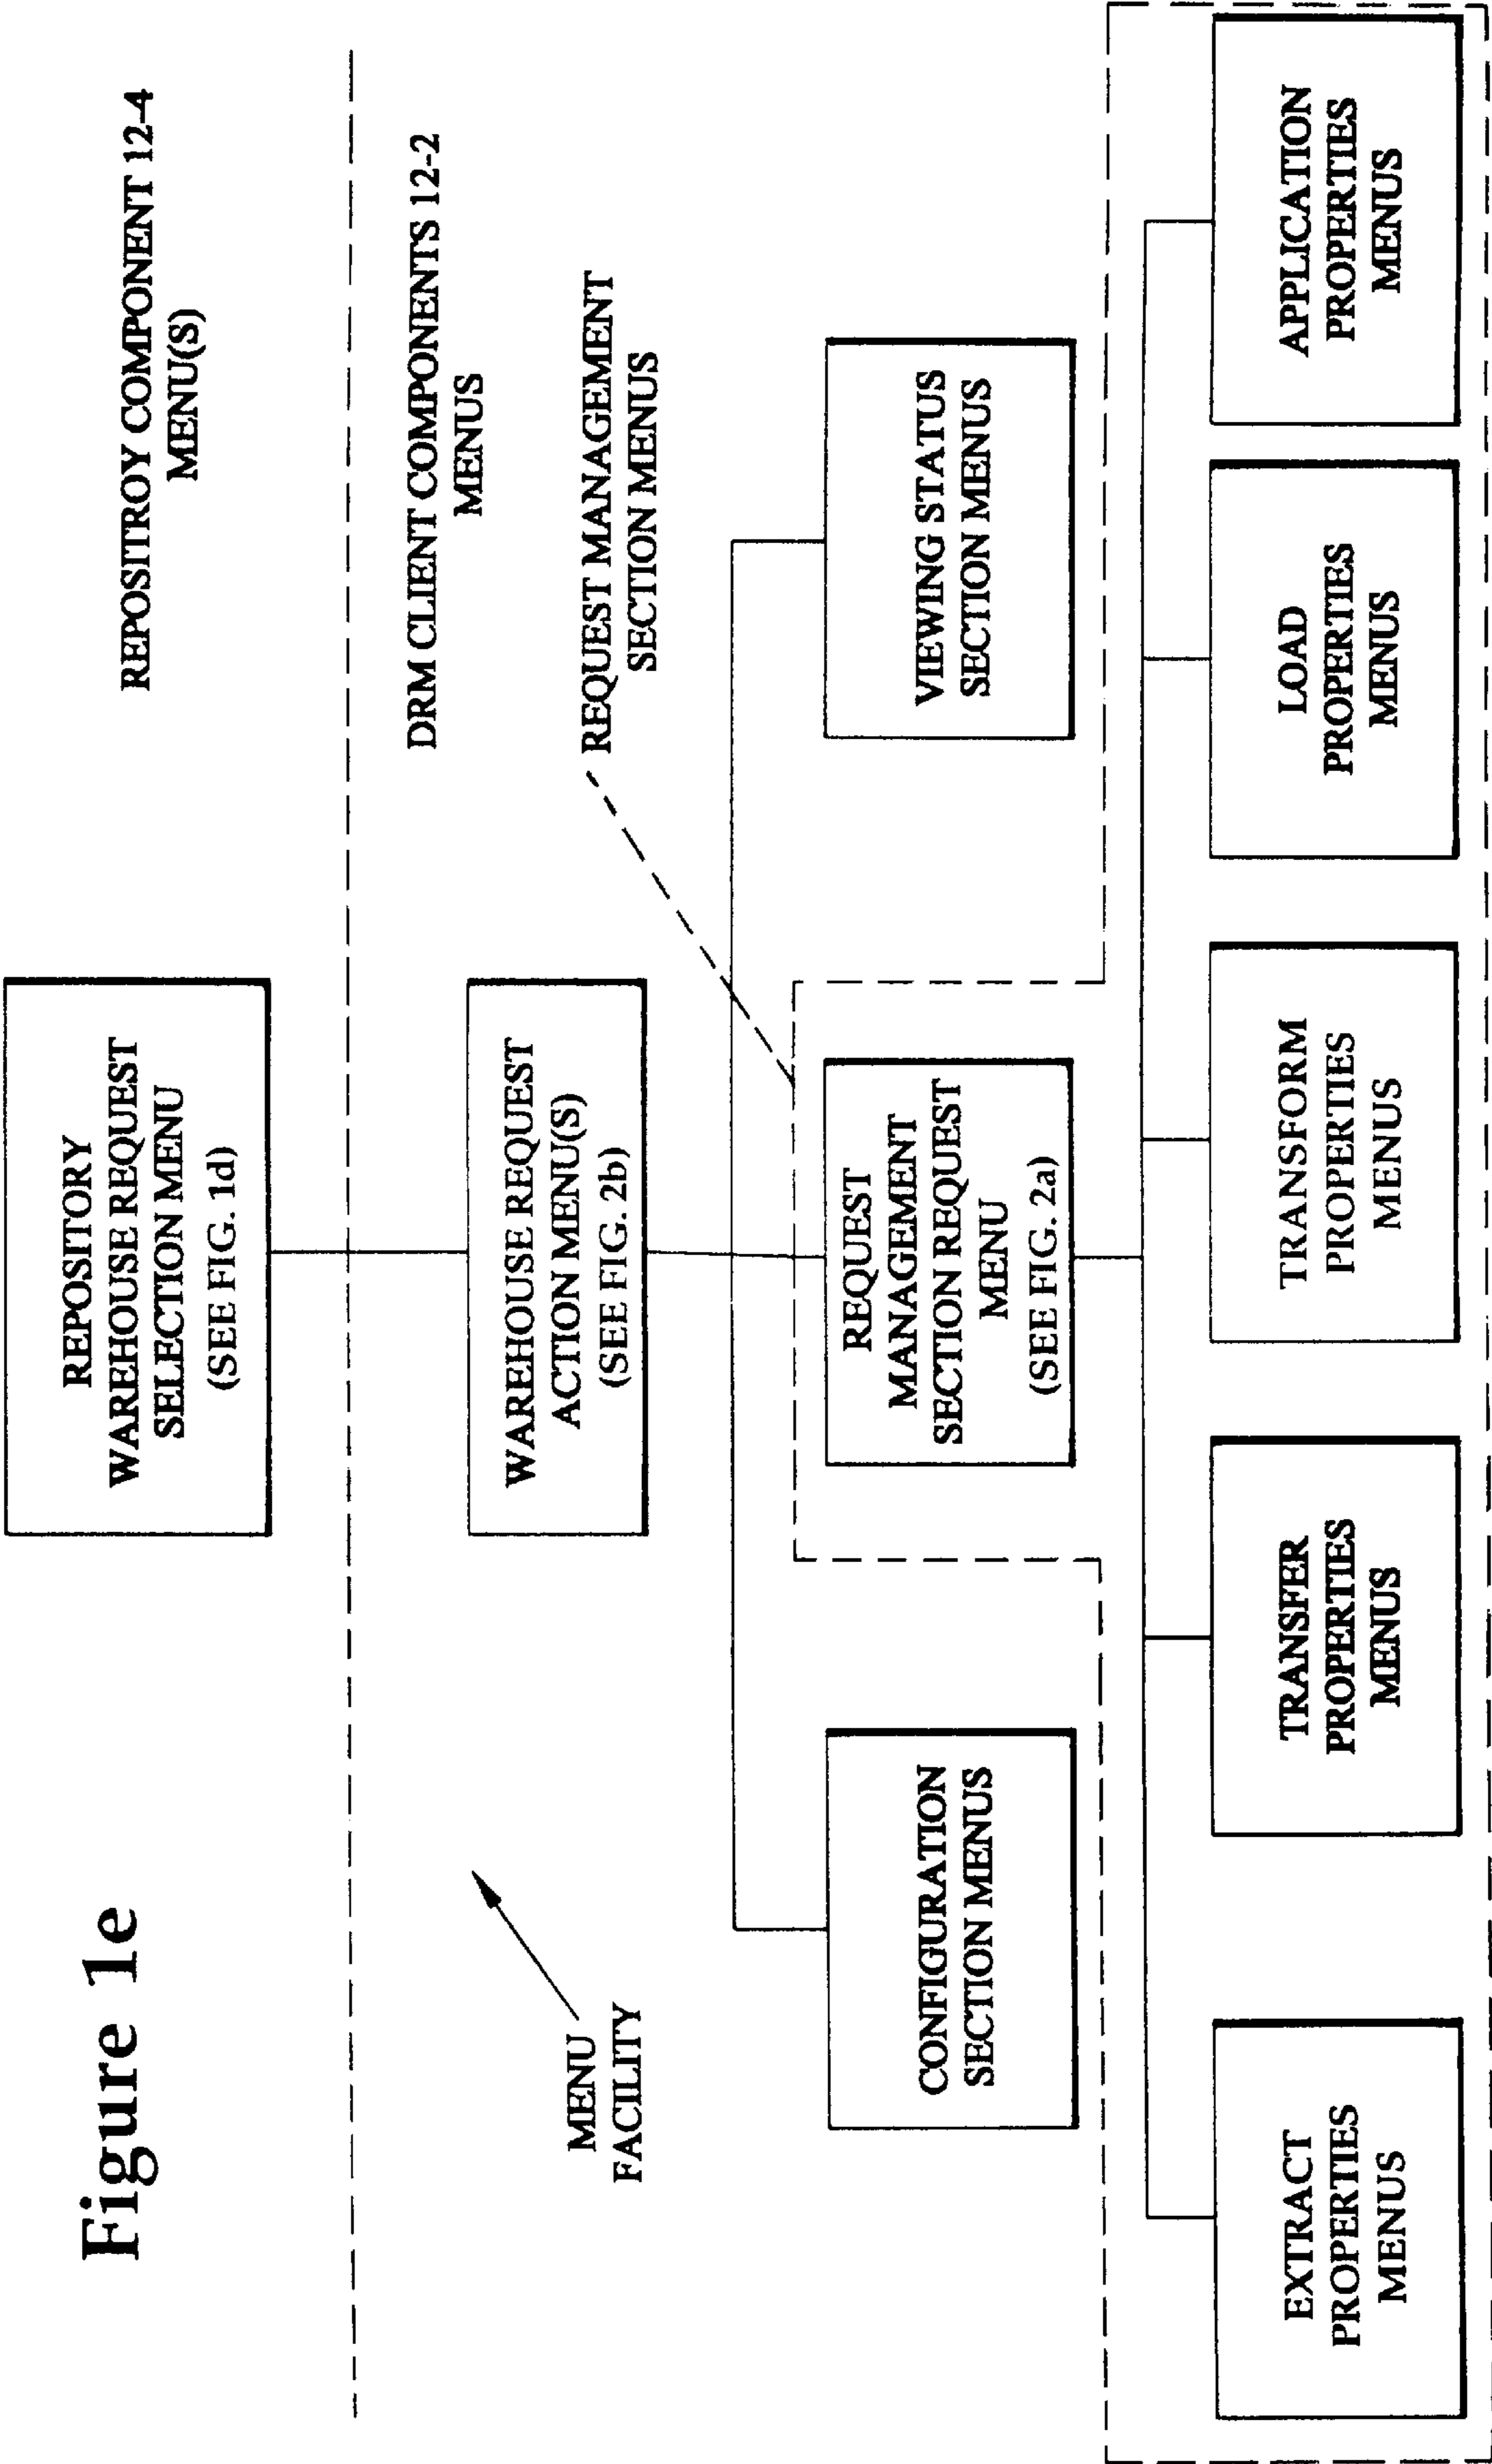 Figure 1e
REPOSITORY
WAREHOUSE REQUEST
SELECTION MENU
(SEE FIG. 1d)
REPOSITROY COMPONENT 12-4
MENU(S)
MENU
FACILITY
WAREHOUSE REQUEST
ACTION MENU(S)
(SEE FIG. 2b)
DRM CLIENT COMPONENTS 12-2
MENUS
REQUEST MANAGEMENT
SECTION MENUS
CONFIGURATION
SECTION MENUS
REQUEST
MANAGEMENT
SECTION REQUEST
MENU
(SEE FIG. 2a)
VIEWING STATUS
SECTION MENUS
EXTRACT
PROPERTIES
MENUS
TRANSFER
PROPERTIES
MENUS
TRANSFORM
PROPERTIES
MENUS
LOAD
PROPERTIES
MENUS
APPLICATION
PROPERTIES
MENUS